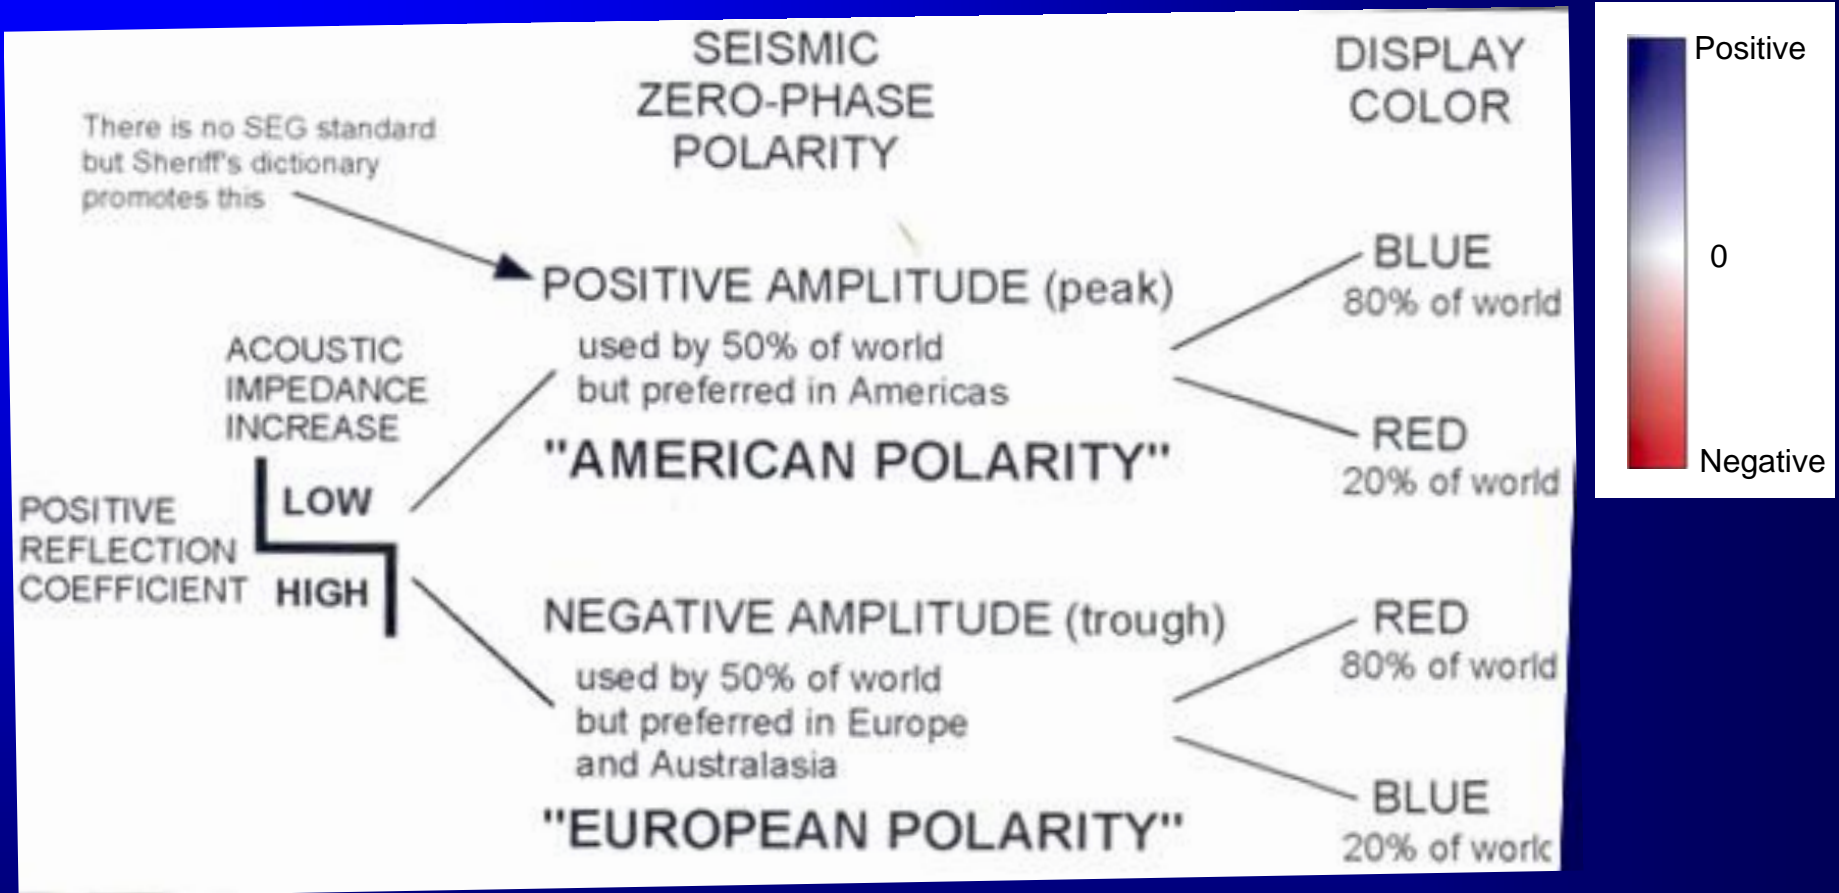 SEISMIC
ZERO-PHASE
POLARITY
DISPLAY
COLOR
There is no SEG standard
but Sheriff's dictionary
promotes this
POSITIVE AMPLITUDE (peak)
used by 50% of world
but preferred in Americas
"AMERICAN POLARITY"
BLUE
80% of world
RED
20% of world
ACOUSTIC
IMPEDANCE
INCREASE
LOW
HIGH
POSITIVE
REFLECTION
COEFFICIENT
NEGATIVE AMPLITUDE (trough)
used by 50% of world
but preferred in Europe
and Australasia
"EUROPEAN POLARITY"
RED
80% of world
BLUE
20% of world
Positive
0
Negative